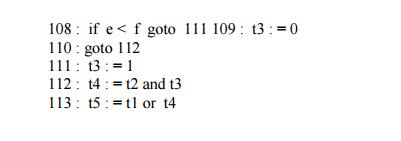 108 : if e < f goto 111 109 : t3 : = 0
110 : goto 112
111 : t3 : = 1
112 : t4 : = t2 and t3
113 : t5 : = t1 or t4